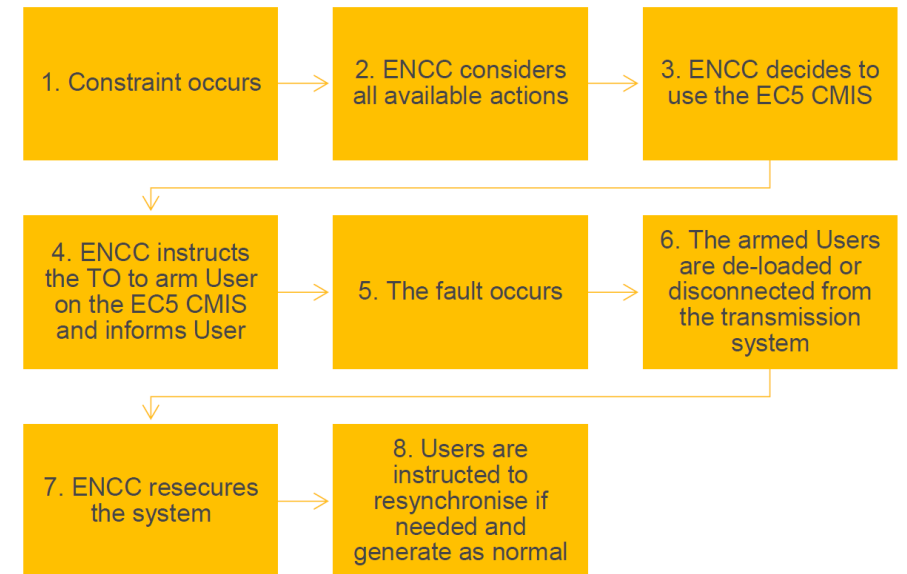 1. Constraint occurs
2. ENCC considers
all available actions
3. ENCC decides to
use the EC5 CMIS
4. ENCC instructs
the TO to arm User
on the EC5 CMIS
and informs User
5. The fault occurs
6. The armed Users
are de-loaded or
disconnected from
the transmission
system
7. ENCC resecures
the system
8. Users are
instructed to
resynchronise if
needed and
generate as normal